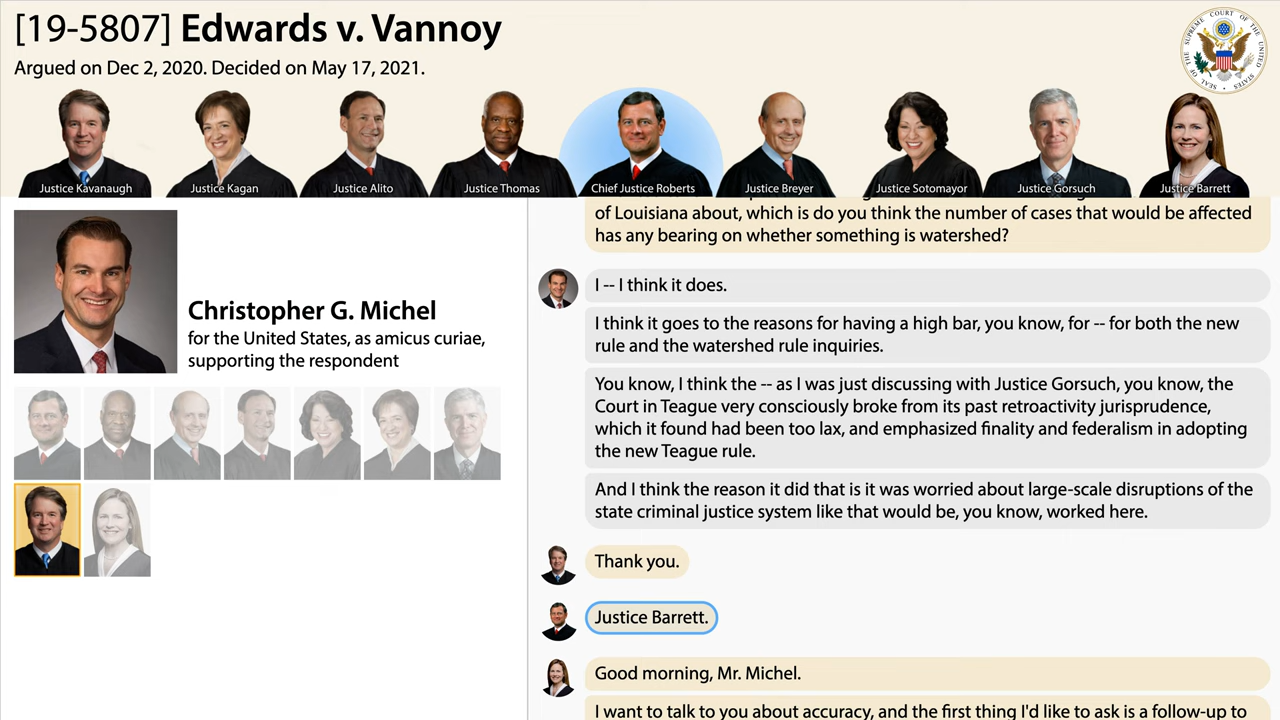 [19-5807] Edwards v. Vannoy
Argued on Dec 2, 2020. Decided on May 17, 2021.
SEAL OF THE SUPREME COURT OF THE UNITED STATES
Justice Kavanaugh
Justice Kagan
Justice Alito
Justice Thomas
Chief Justice Roberts
Justice Breyer
Justice Sotomayor
Justice Gorsuch
Justice Barrett
Christopher G. Michel
for the United States, as amicus curiae,
supporting the respondent
of Louisiana about, which is do you think the number of cases that would be affected
has any bearing on whether something is watershed?
I -- I think it does.
I think it goes to the reasons for having a high bar, you know, for -- for both the new
rule and the watershed rule inquiries.
You know, I think the -- as I was just discussing with Justice Gorsuch, you know, the
Court in Teague very consciously broke from its past retroactivity jurisprudence,
which it found had been too lax, and emphasized finality and federalism in adopting
the new Teague rule.
And I think the reason it did that is it was worried about large-scale disruptions of the
state criminal justice system like that would be, you know, worked here.
Thank you.
Justice Barrett.
Good morning, Mr. Michel.
I want to talk to you about accuracy, and the first thing I'd like to ask is a follow-up to